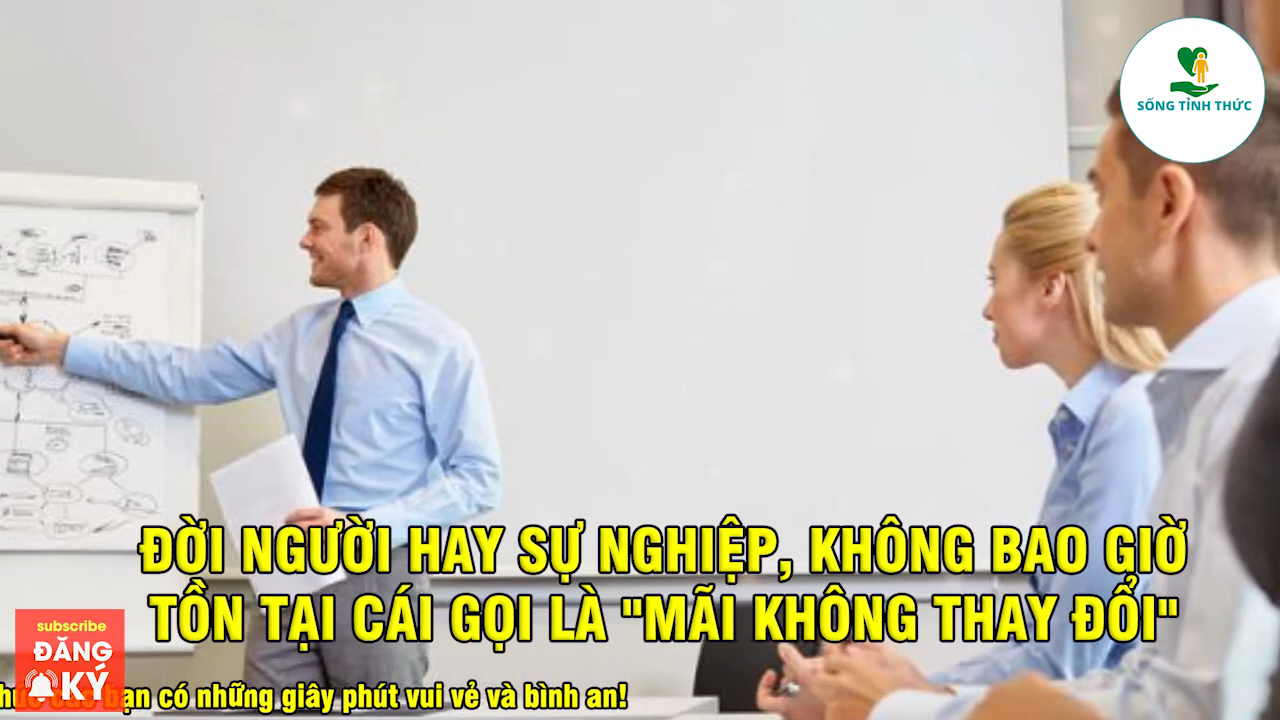 SỐNG TỈNH THỨC
ĐỜI NGƯỜI HAY SỰ NGHIỆP, KHÔNG BAO GIỜ
TỒN TẠI CÁI GỌI LÀ "MÃI KHÔNG THAY ĐỔI"
subscribe
ĐĂNG
KÝ
bạn có những giây phút vui vẻ và bình an!